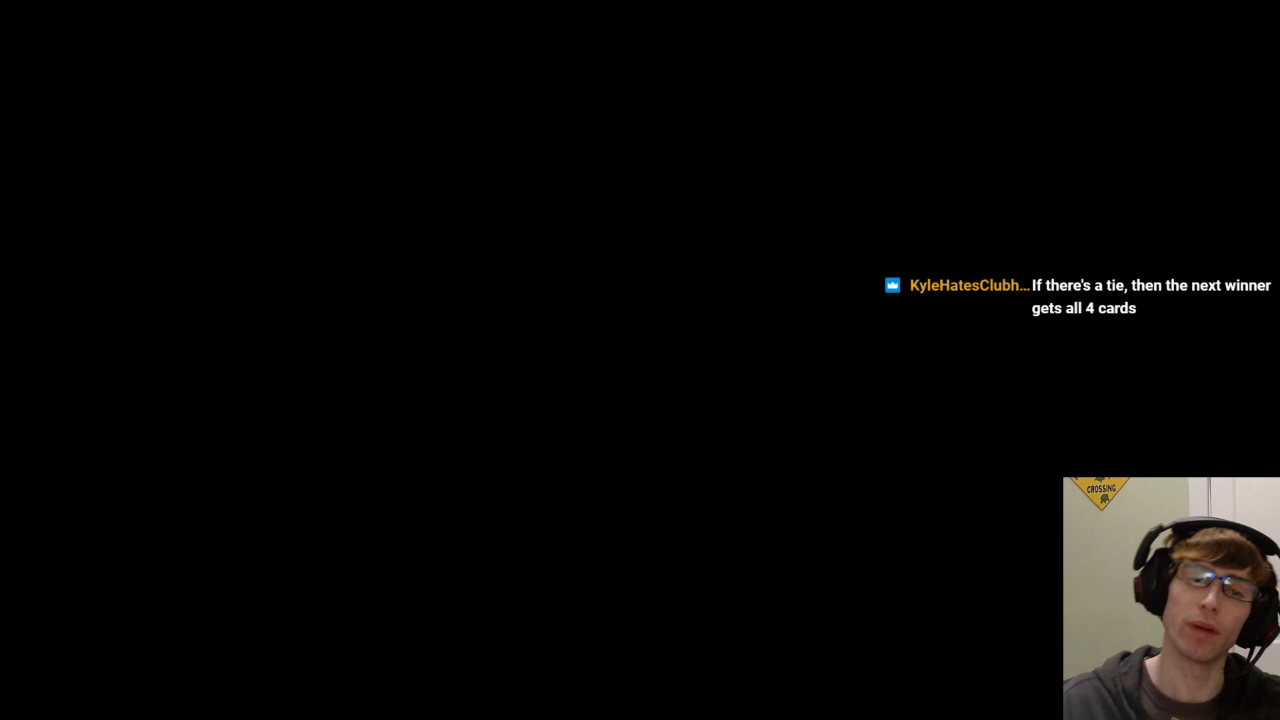 KyleHatesClubh… If there's a tie, then the next winner
gets all 4 cards
CROSSING